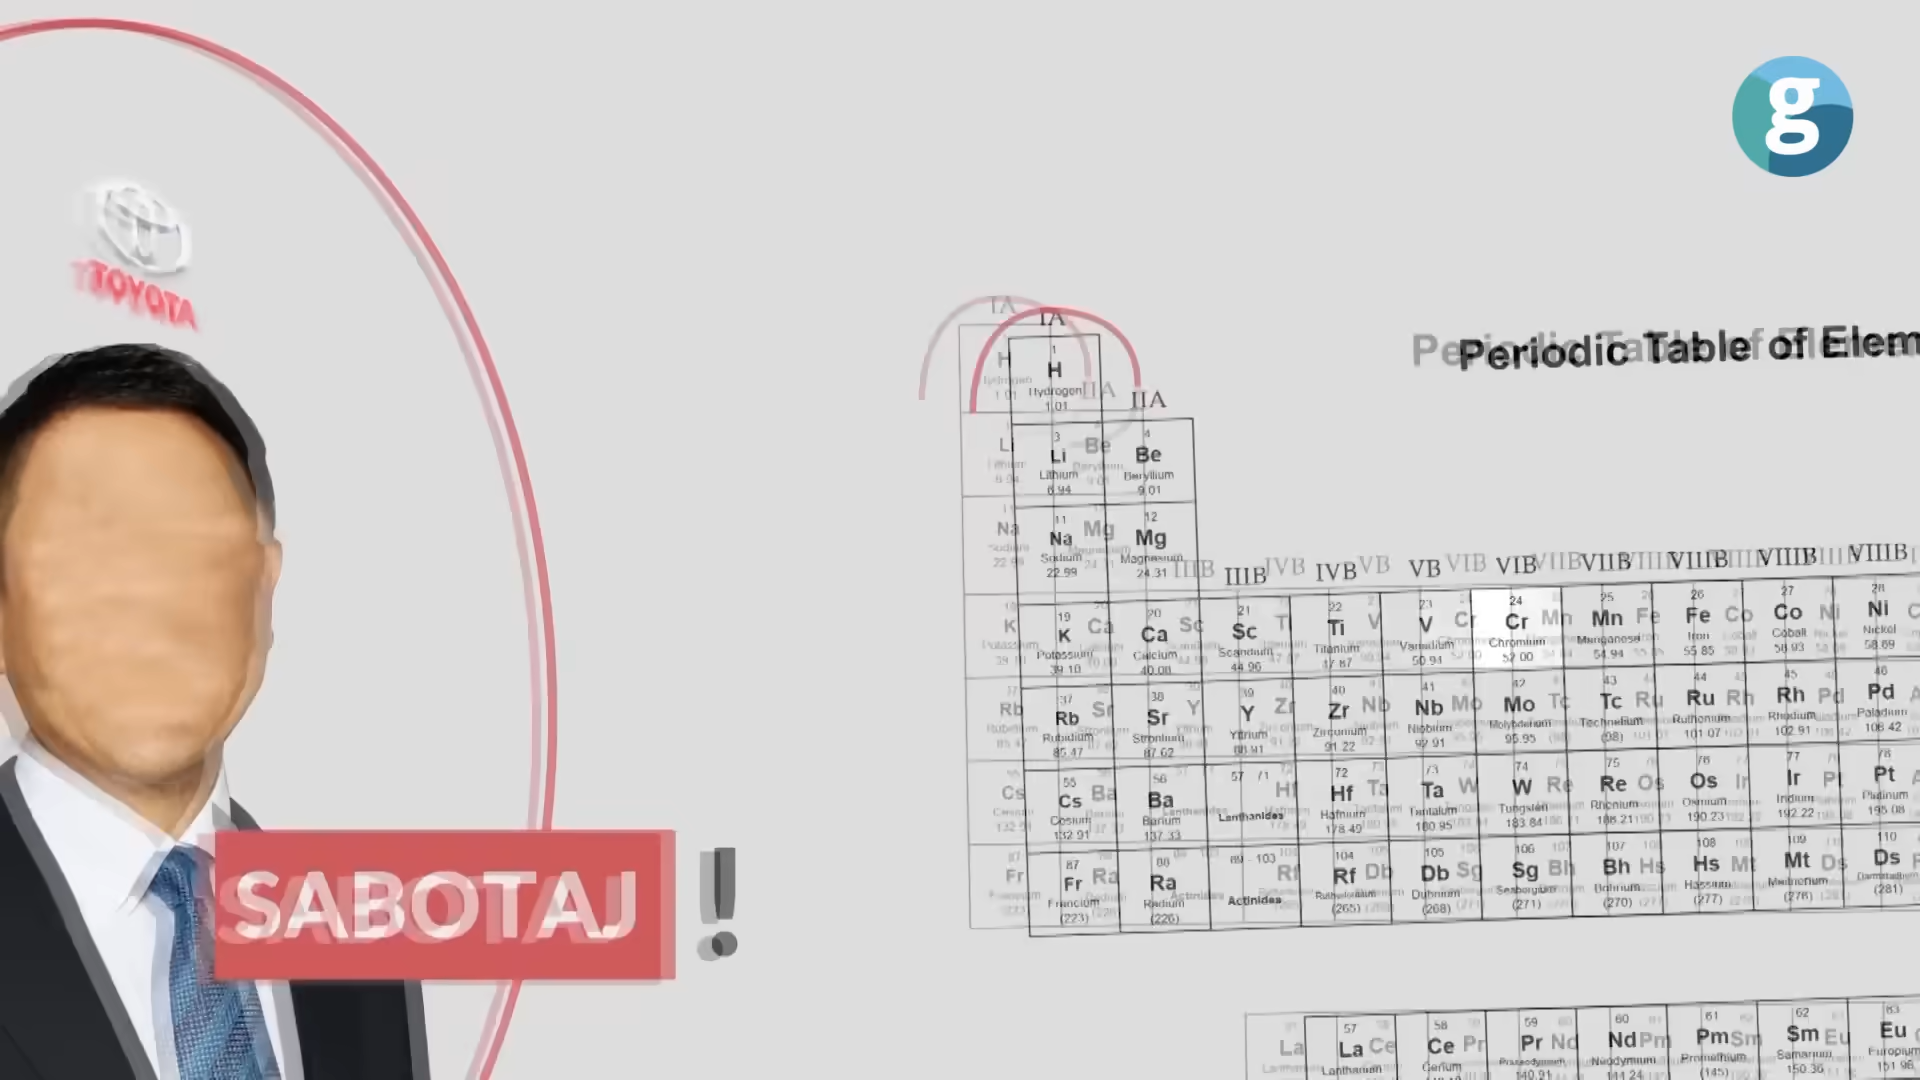 g
TOYOTA
SABOTAJ !
Periodic Table of Elem
IA
1
H
Hydrogen
1.01
IIA
3 4
Li Be
Lithium Beryllium
6.94 9.01
11 12
Na Mg
Sodium Magnesium
22.99 24.31
IIIB IVB VB VIB VIIB VIIIB VIIIB VIIIB
19 20 21 22 23 24 25 26 27 28
K Ca Sc Ti V Cr Mn Fe Co Ni
Potassium Calcium Scandium Titanium Vanadium Chromium Manganese Iron Cobalt Nickel
39.10 40.08 44.96 47.87 50.94 52.00 54.94 55.85 58.93 58.69
37 38 39 40 41 42 43 44 45 46
Rb Sr Y Zr Nb Mo Tc Ru Rh Pd
Rubidium Strontium Yttrium Zirconium Niobium Molybdenum Technetium Ruthenium Rhodium Paladium
85.47 87.62 88.91 91.22 92.91 95.95 (98) 101.07 102.91 106.42
55 56 57 71 72 73 74 75 76 77 78
Cs Ba Lanthanides Hf Ta W Re Os Ir Pt
Cesium Barium Hafnium Tantalum Tungsten Rhenium Osmium Iridium Platinum
132.91 137.33 178.49 180.95 183.84 186.21 190.23 192.22 195.08
87 88 89 - 103 104 105 106 107 108 109 110
Fr Ra Actinides Rf Db Sg Bh Hs Mt Ds
Francium Radium Dubnium Seaborgium Bohrium Hassium Meitnerium
(223) (226) (265) (268) (271) (270) (277) (276) (281)
57 58 59 60 61 62 63
La Ce Pr Nd Pm Sm Eu
Lanthanum Cerium Praseodymium Neodymium Promethium Samarium Europium
140.91 144.24 (145) 150.36 151.96